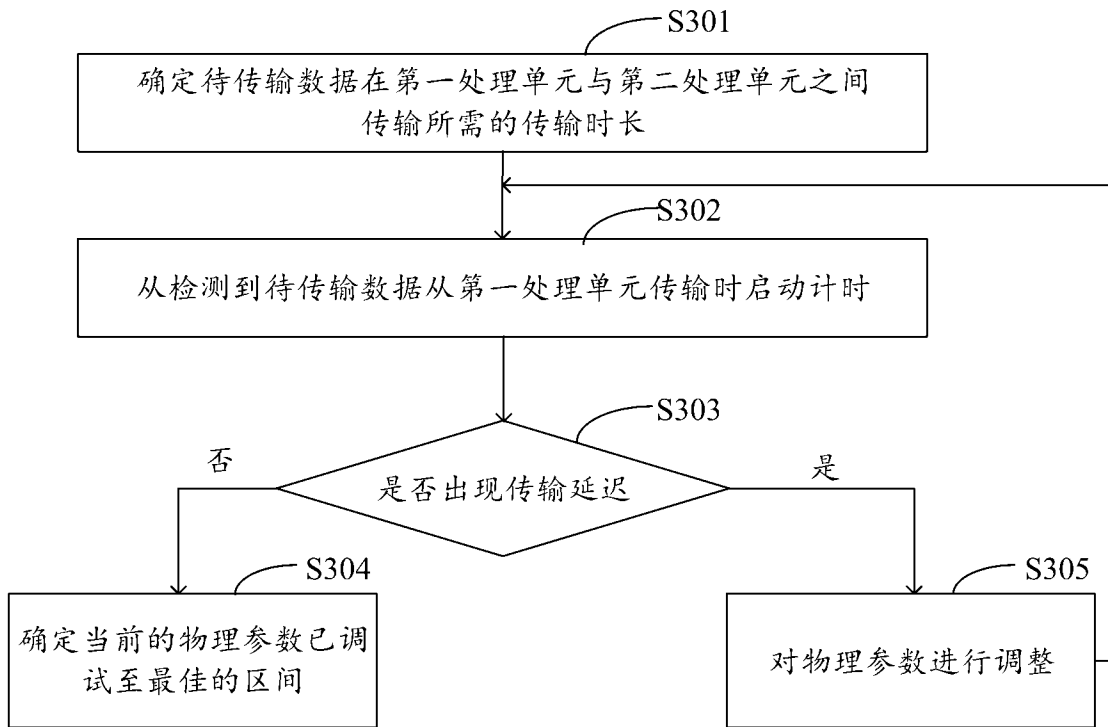 S301
确定待传输数据在第一处理单元与第二处理单元之间
传输所需的传输时长
S302
从检测到待传输数据从第一处理单元传输时启动计时
S303
否
是否出现传输延迟
是
S304
确定当前的物理参数已调
试至最佳的区间
S305
对物理参数进行调整